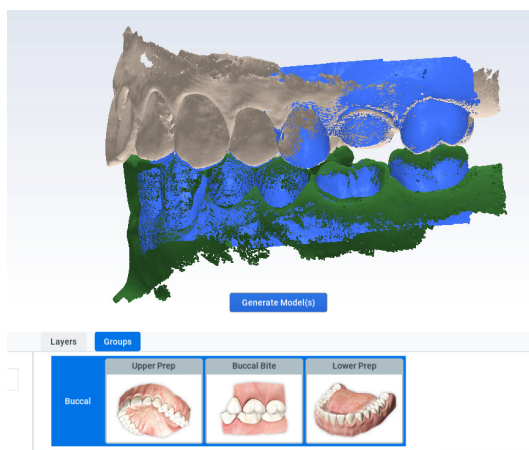 Generate Model(s)
Layers
Groups
Upper Prep
Buccal Bite
Lower Prep
Buccal